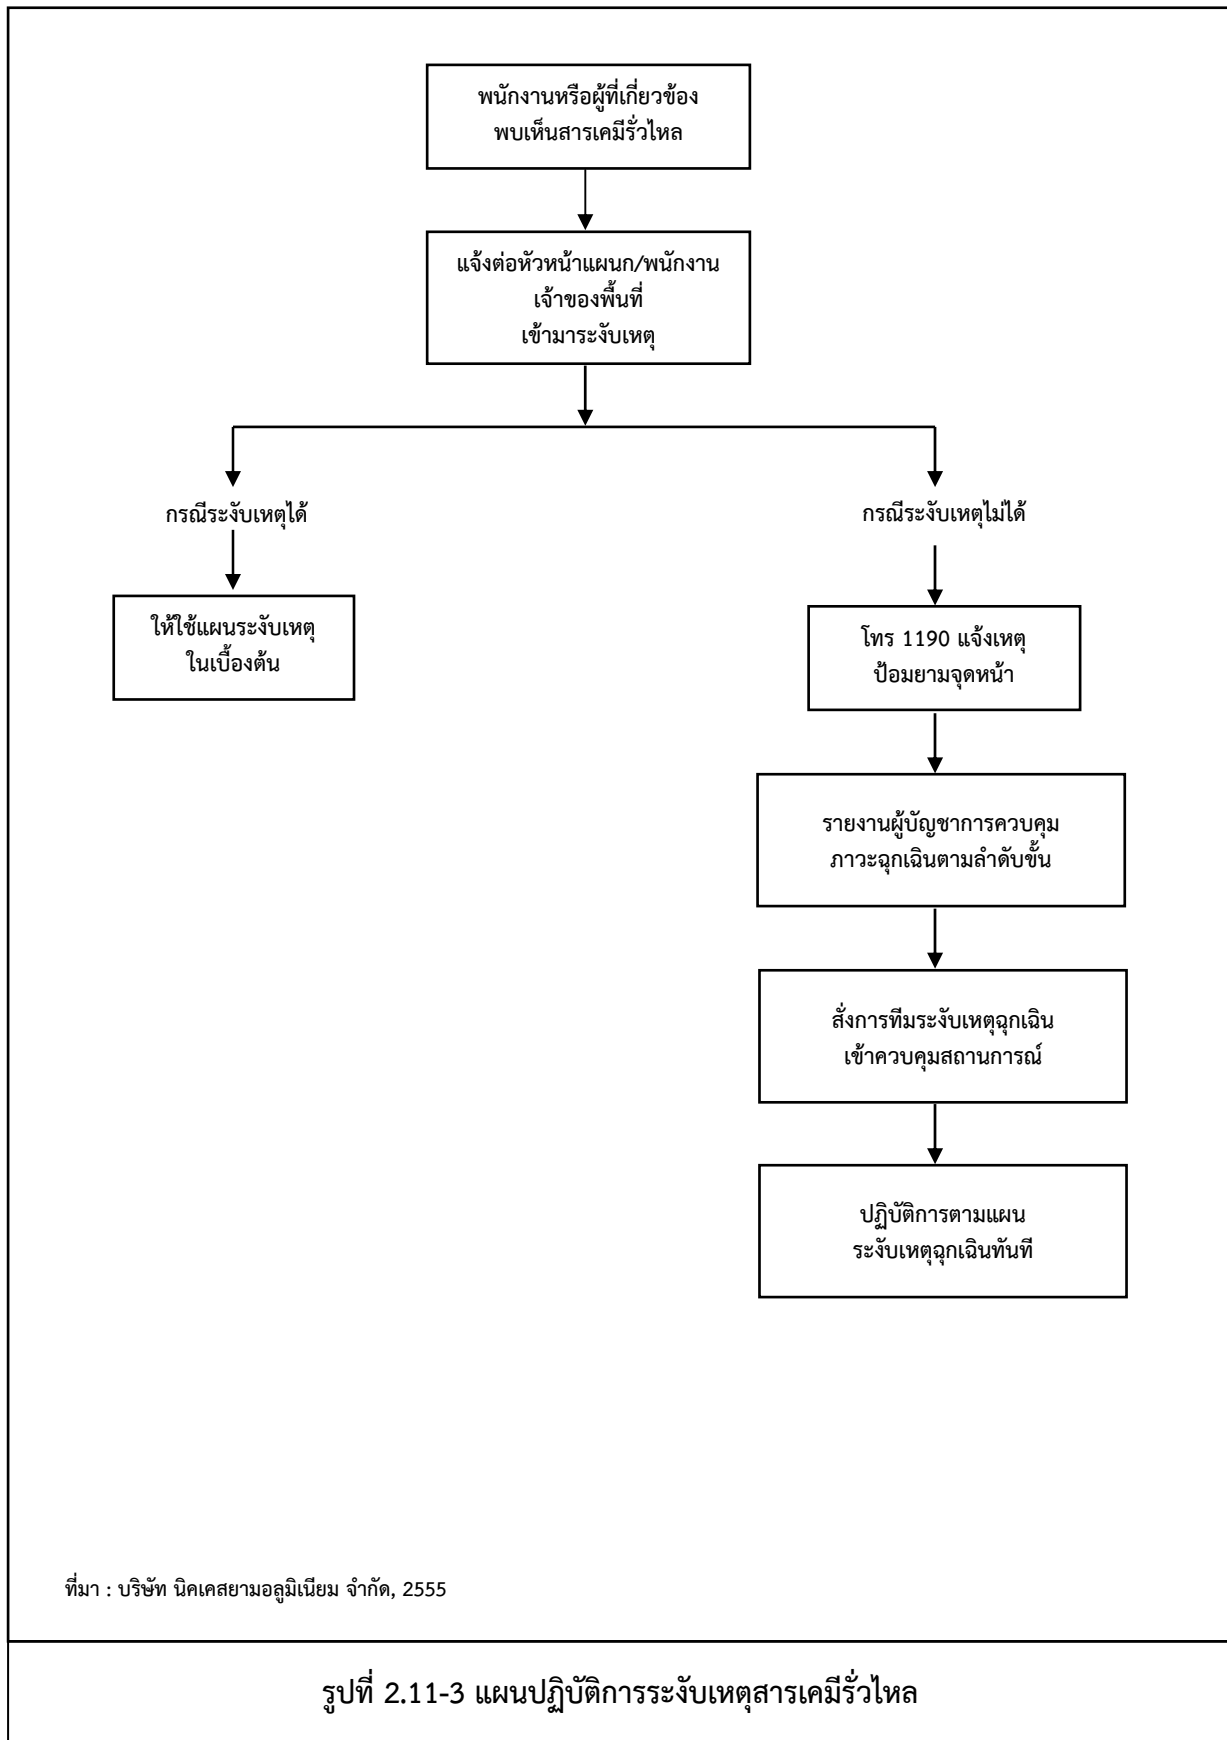 พนักงานหรือผู้ที่เกี่ยวข้อง
พบเห็นสารเคมีรั่วไหล
แจ้งต่อหัวหน้าแผนก/พนักงาน
เจ้าของพื้นที่
เข้ามาระงับเหตุ
กรณีระงับเหตุได้
กรณีระงับเหตุไม่ได้
ให้ใช้แผนระงับเหตุ
ในเบื้องต้น
โทร 1190 แจ้งเหตุ
ป้อมยามจุดหน้า
รายงานผู้บัญชาการควบคุม
ภาวะฉุกเฉินตามลำดับขั้น
สั่งการทีมระงับเหตุฉุกเฉิน
เข้าควบคุมสถานการณ์
ปฏิบัติการตามแผน
ระงับเหตุฉุกเฉินทันที
ที่มา : บริษัท นิคเคสยามอลูมิเนียม จำกัด, 2555
รูปที่ 2.11-3 แผนปฏิบัติการระงับเหตุสารเคมีรั่วไหล